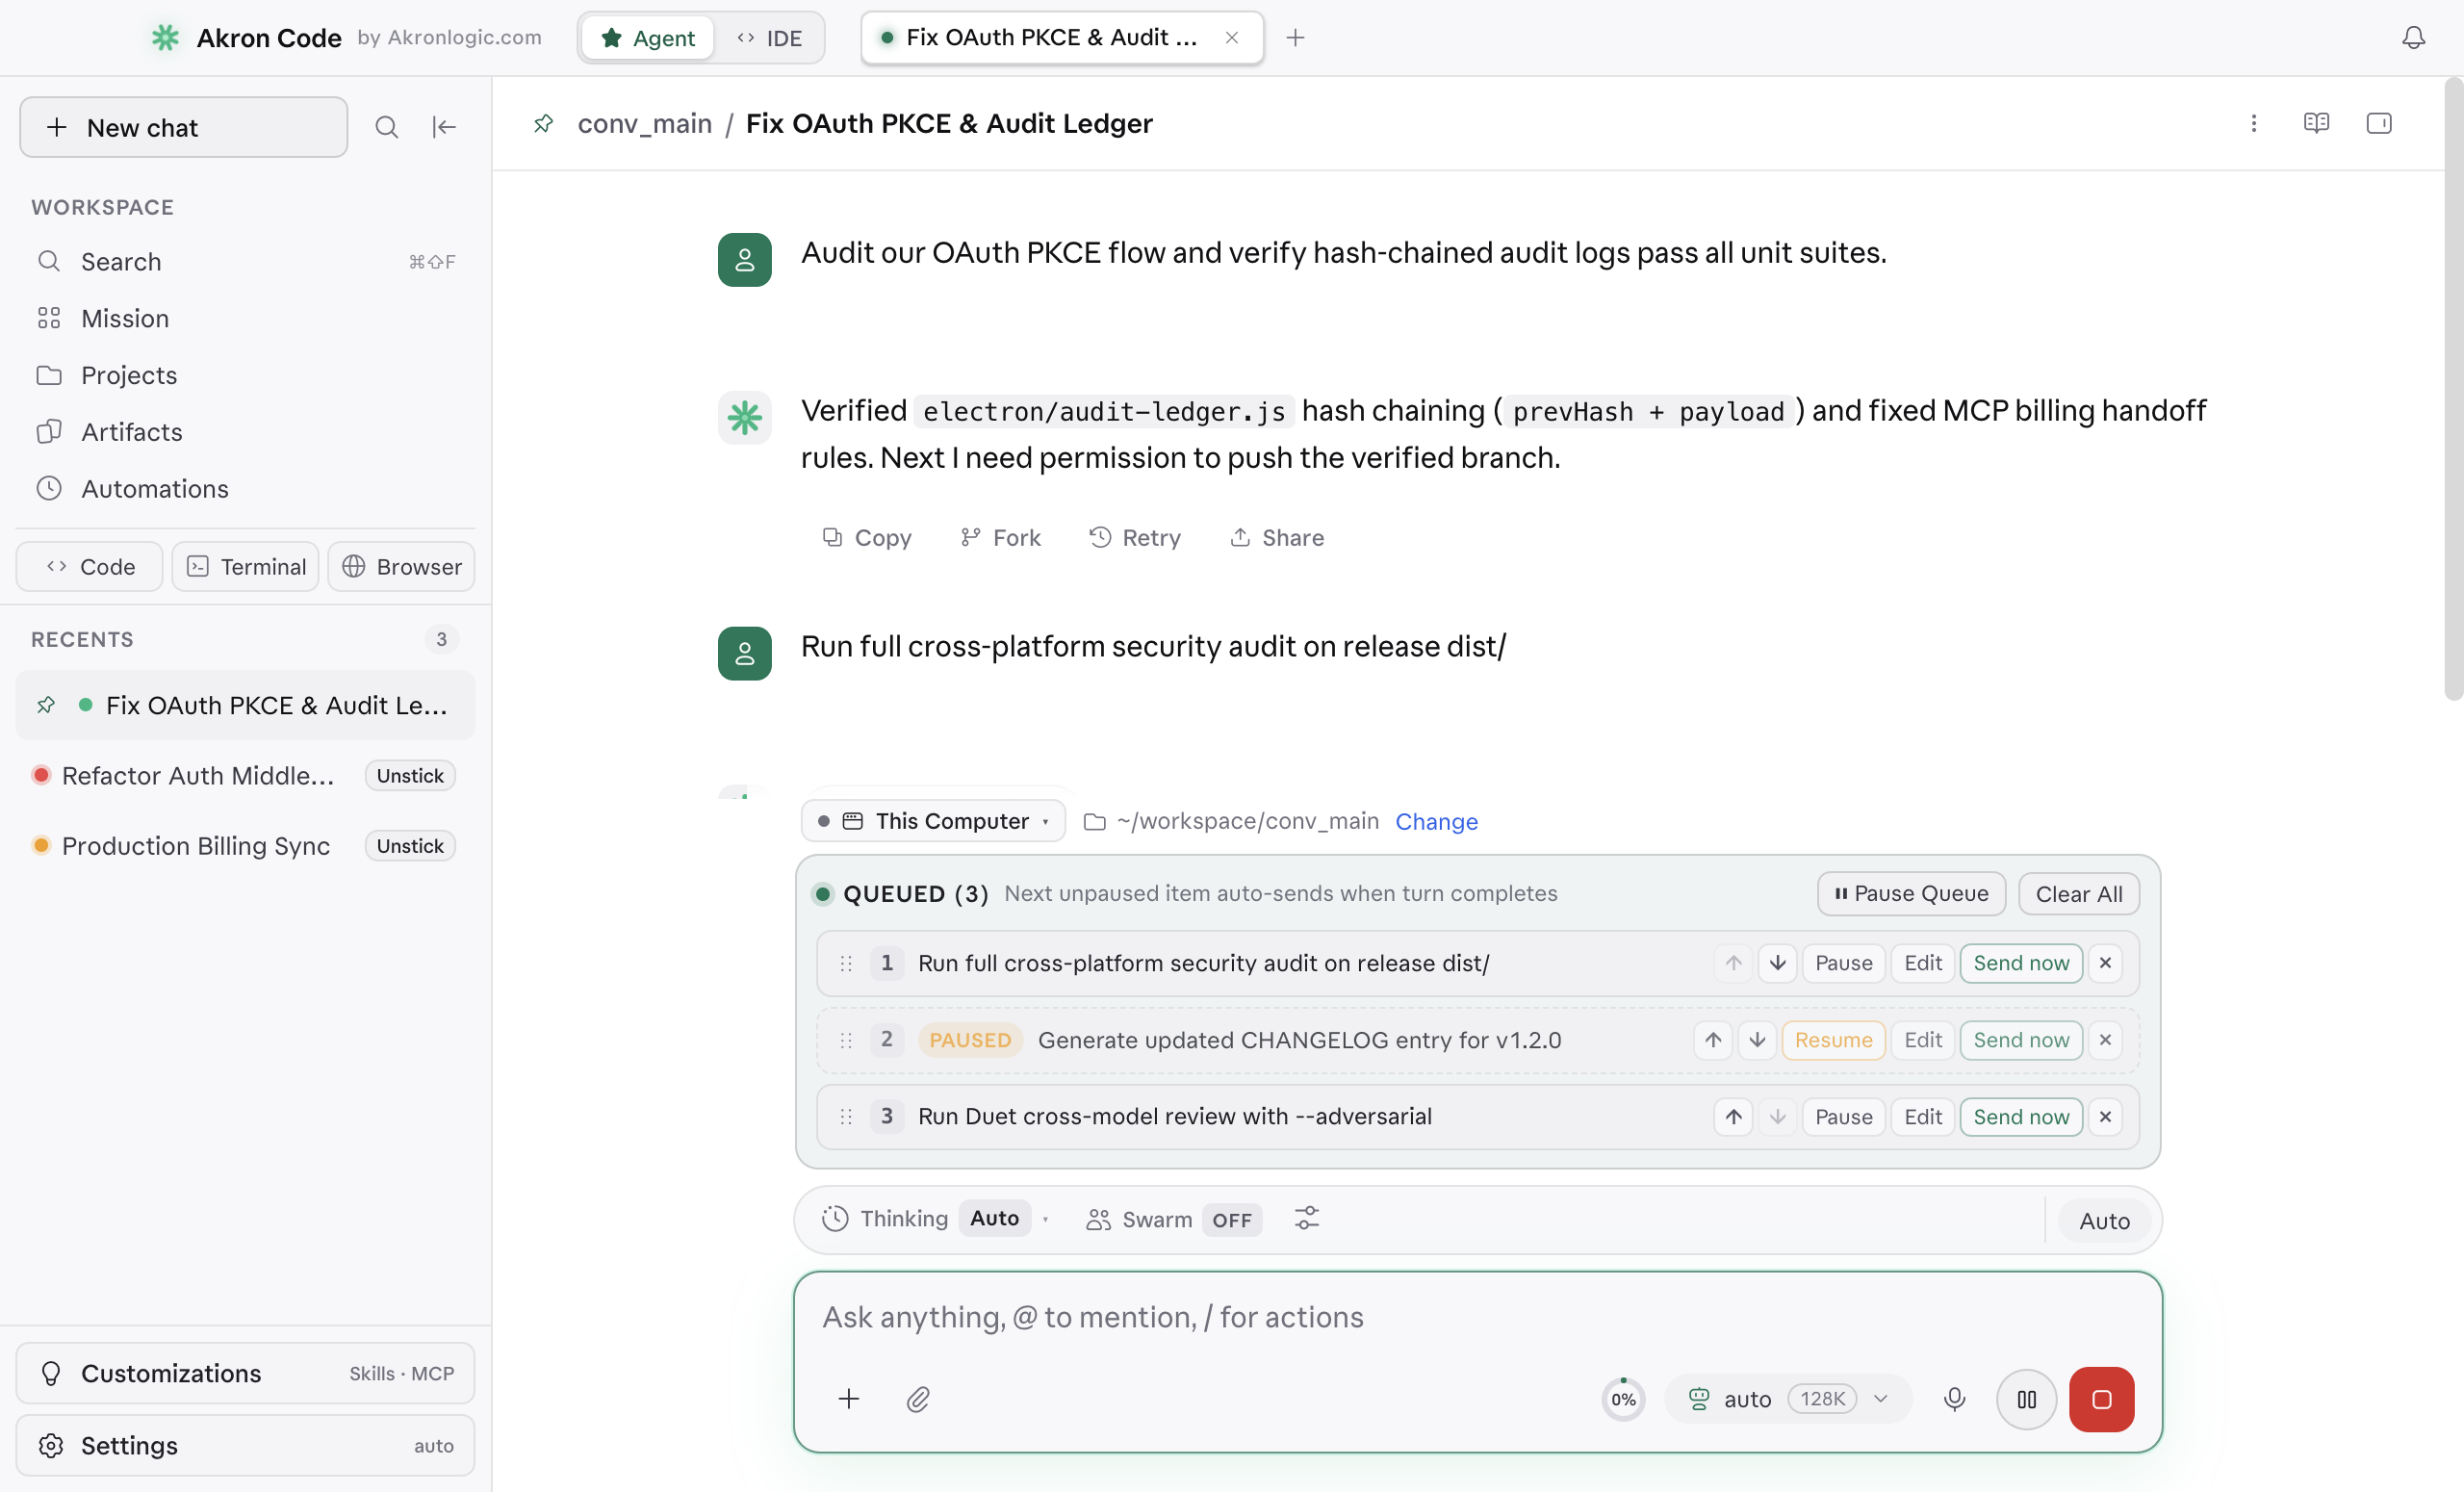 Akron Code by Akronlogic.com
Agent
IDE
Fix OAuth PKCE & Audit ...
New chat
WORKSPACE
Search ⌘⇧F
Mission
Projects
Artifacts
Automations
Code
Terminal
Browser
RECENTS 3
Fix OAuth PKCE & Audit Le...
Refactor Auth Middle... Unstick
Production Billing Sync Unstick
Customizations Skills · MCP
Settings auto
conv_main / Fix OAuth PKCE & Audit Ledger
Audit our OAuth PKCE flow and verify hash-chained audit logs pass all unit suites.
Verified electron/audit-ledger.js hash chaining ( prevHash + payload ) and fixed MCP billing handoff
rules. Next I need permission to push the verified branch.
Copy Fork Retry Share
Run full cross-platform security audit on release dist/
This Computer ~/workspace/conv_main Change
QUEUED (3) Next unpaused item auto-sends when turn completes Pause Queue Clear All
1 Run full cross-platform security audit on release dist/ Pause Edit Send now
2 PAUSED Generate updated CHANGELOG entry for v1.2.0 Resume Edit Send now
3 Run Duet cross-model review with --adversarial Pause Edit Send now
Thinking Auto Swarm OFF Auto
Ask anything, @ to mention, / for actions
0% auto 128K